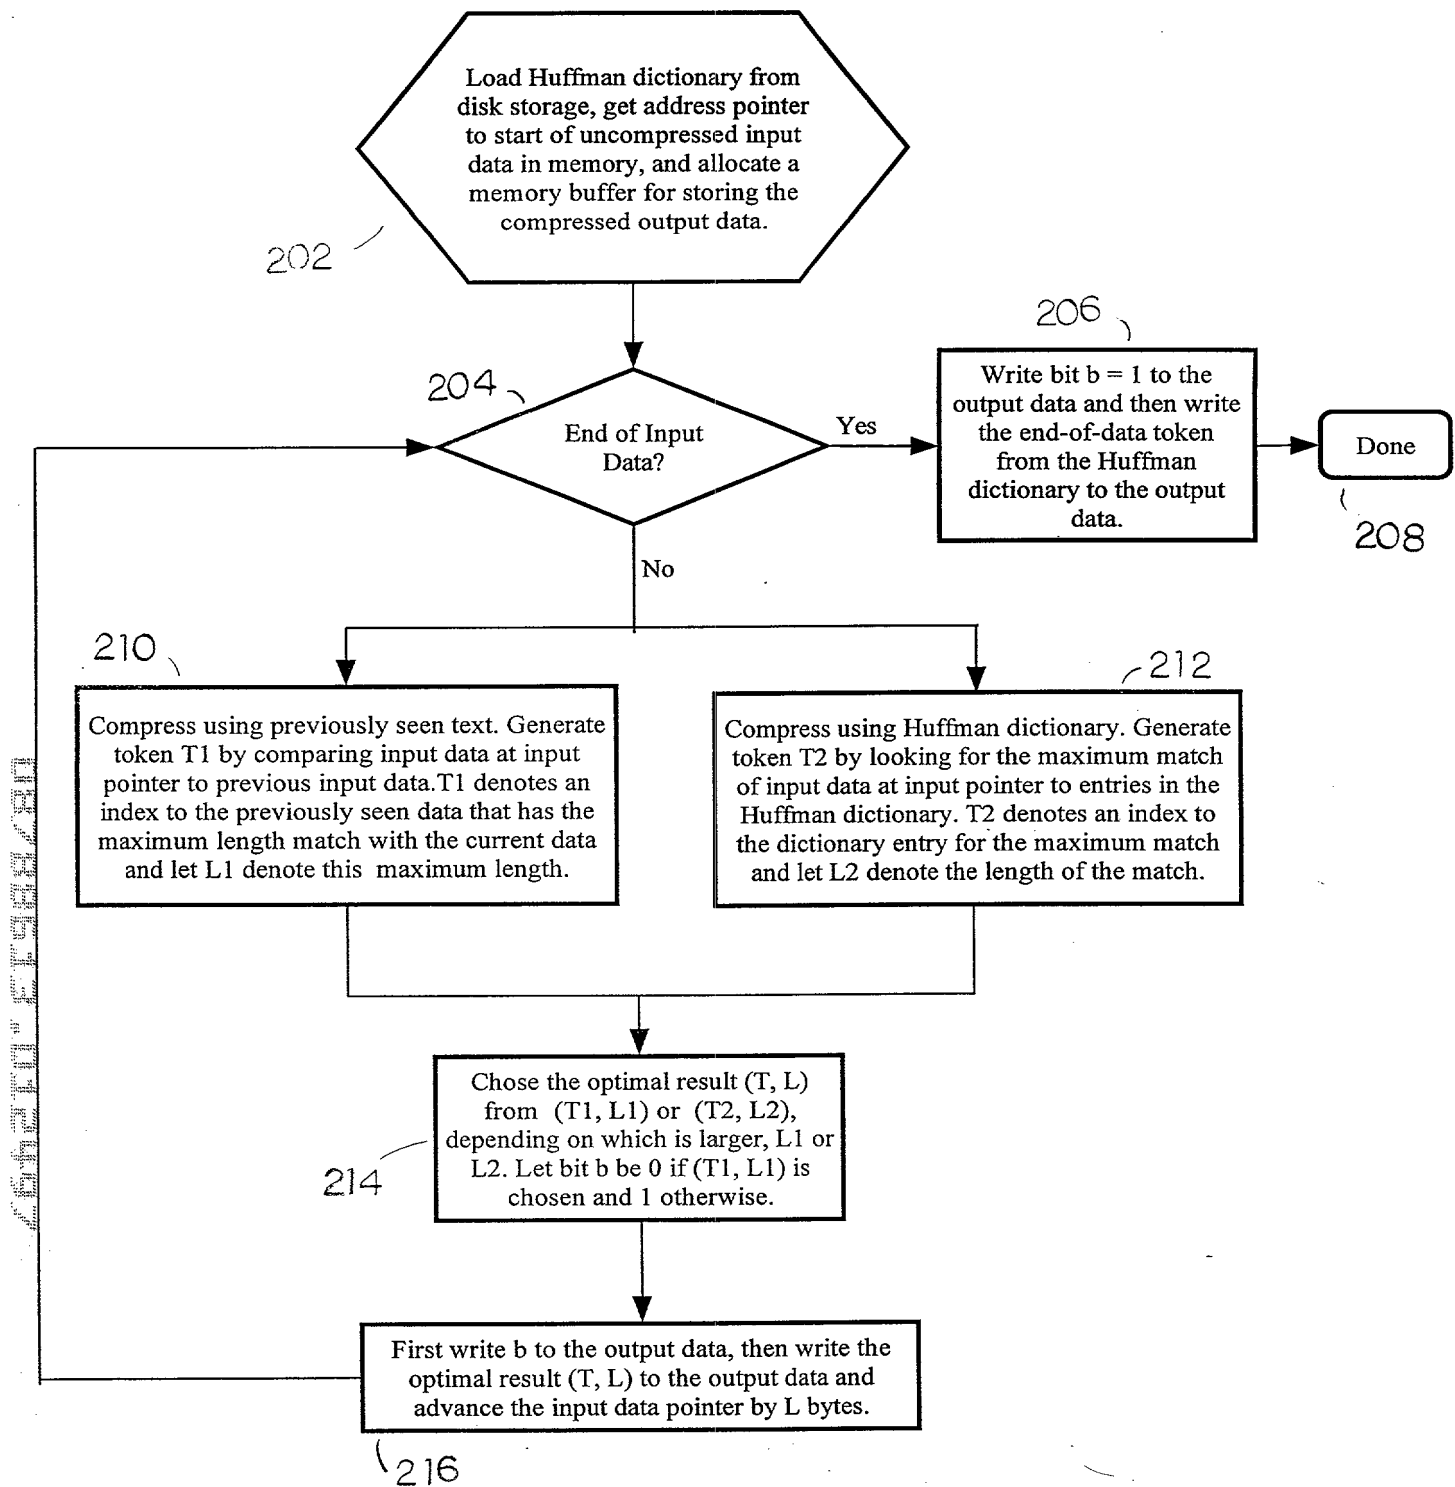 Load Huffman dictionary from
disk storage, get address pointer
to start of uncompressed input
data in memory, and allocate a
memory buffer for storing the
compressed output data.
202
206
204
End of Input
Data?
Yes
Write bit b = 1 to the
output data and then write
the end-of-data token
from the Huffman
dictionary to the output
data.
Done
208
No
210
212
Compress using previously seen text. Generate
token T1 by comparing input data at input
pointer to previous input data.T1 denotes an
index to the previously seen data that has the
maximum length match with the current data
and let L1 denote this maximum length.
Compress using Huffman dictionary. Generate
token T2 by looking for the maximum match
of input data at input pointer to entries in the
Huffman dictionary. T2 denotes an index to
the dictionary entry for the maximum match
and let L2 denote the length of the match.
Chose the optimal result (T, L)
from (T1, L1) or (T2, L2),
depending on which is larger, L1 or
L2. Let bit b be 0 if (T1, L1) is
chosen and 1 otherwise.
214
First write b to the output data, then write the
optimal result (T, L) to the output data and
advance the input data pointer by L bytes.
216